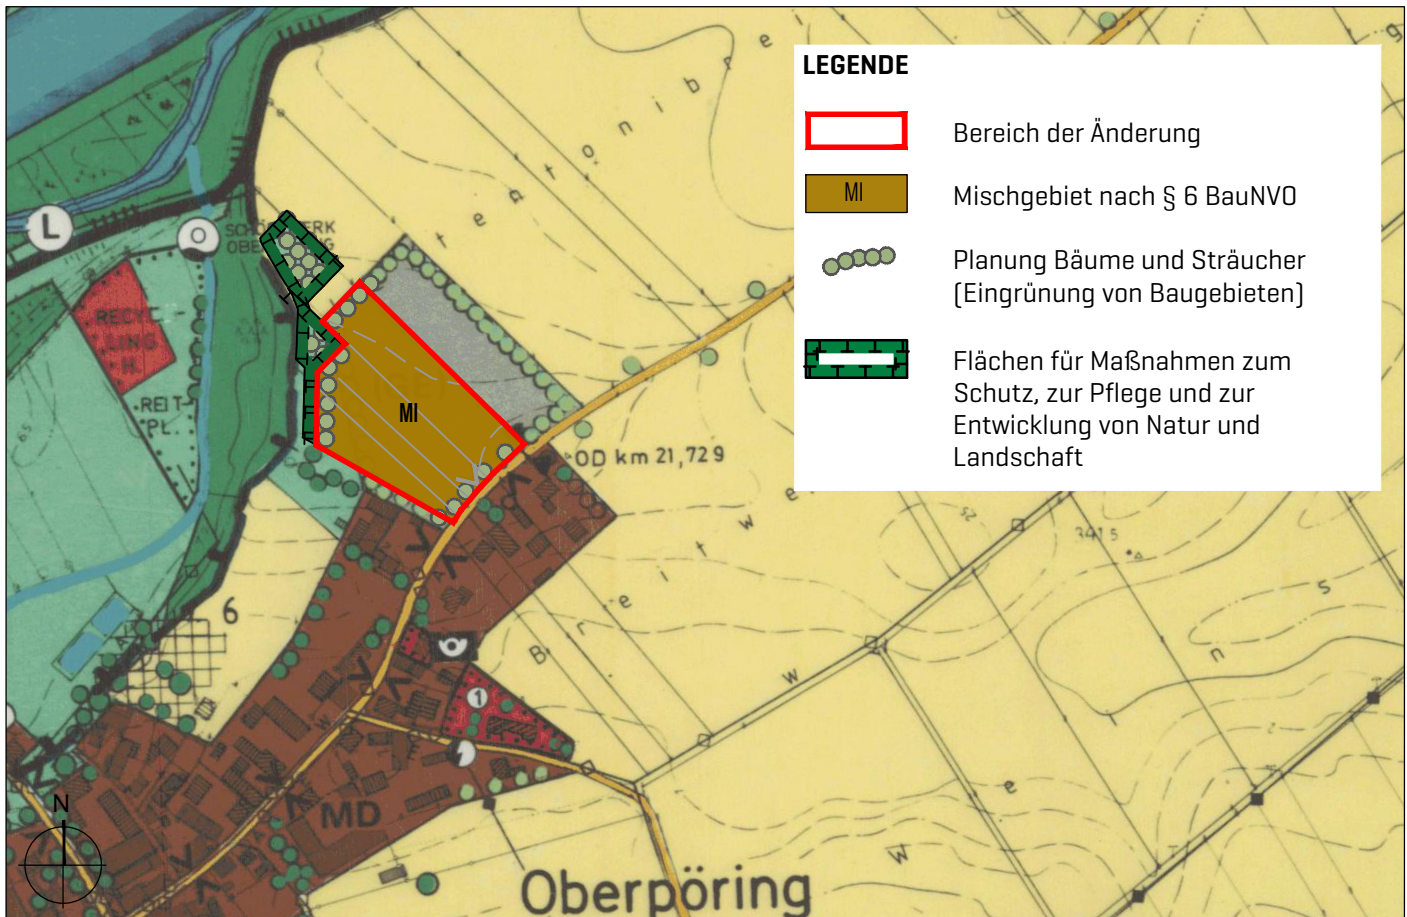 LEGENDE
Bereich der Änderung
MI
Mischgebiet nach § 6 BauNVO
Planung Bäume und Sträucher
(Eingrünung von Baugebieten)
Flächen für Maßnahmen zum
Schutz, zur Pflege und zur
Entwicklung von Natur und
Landschaft
L
RECYC-
LING
H.
REIT
PL.
MI
OD km 21,729
6
1
MD
N
Oberpöring